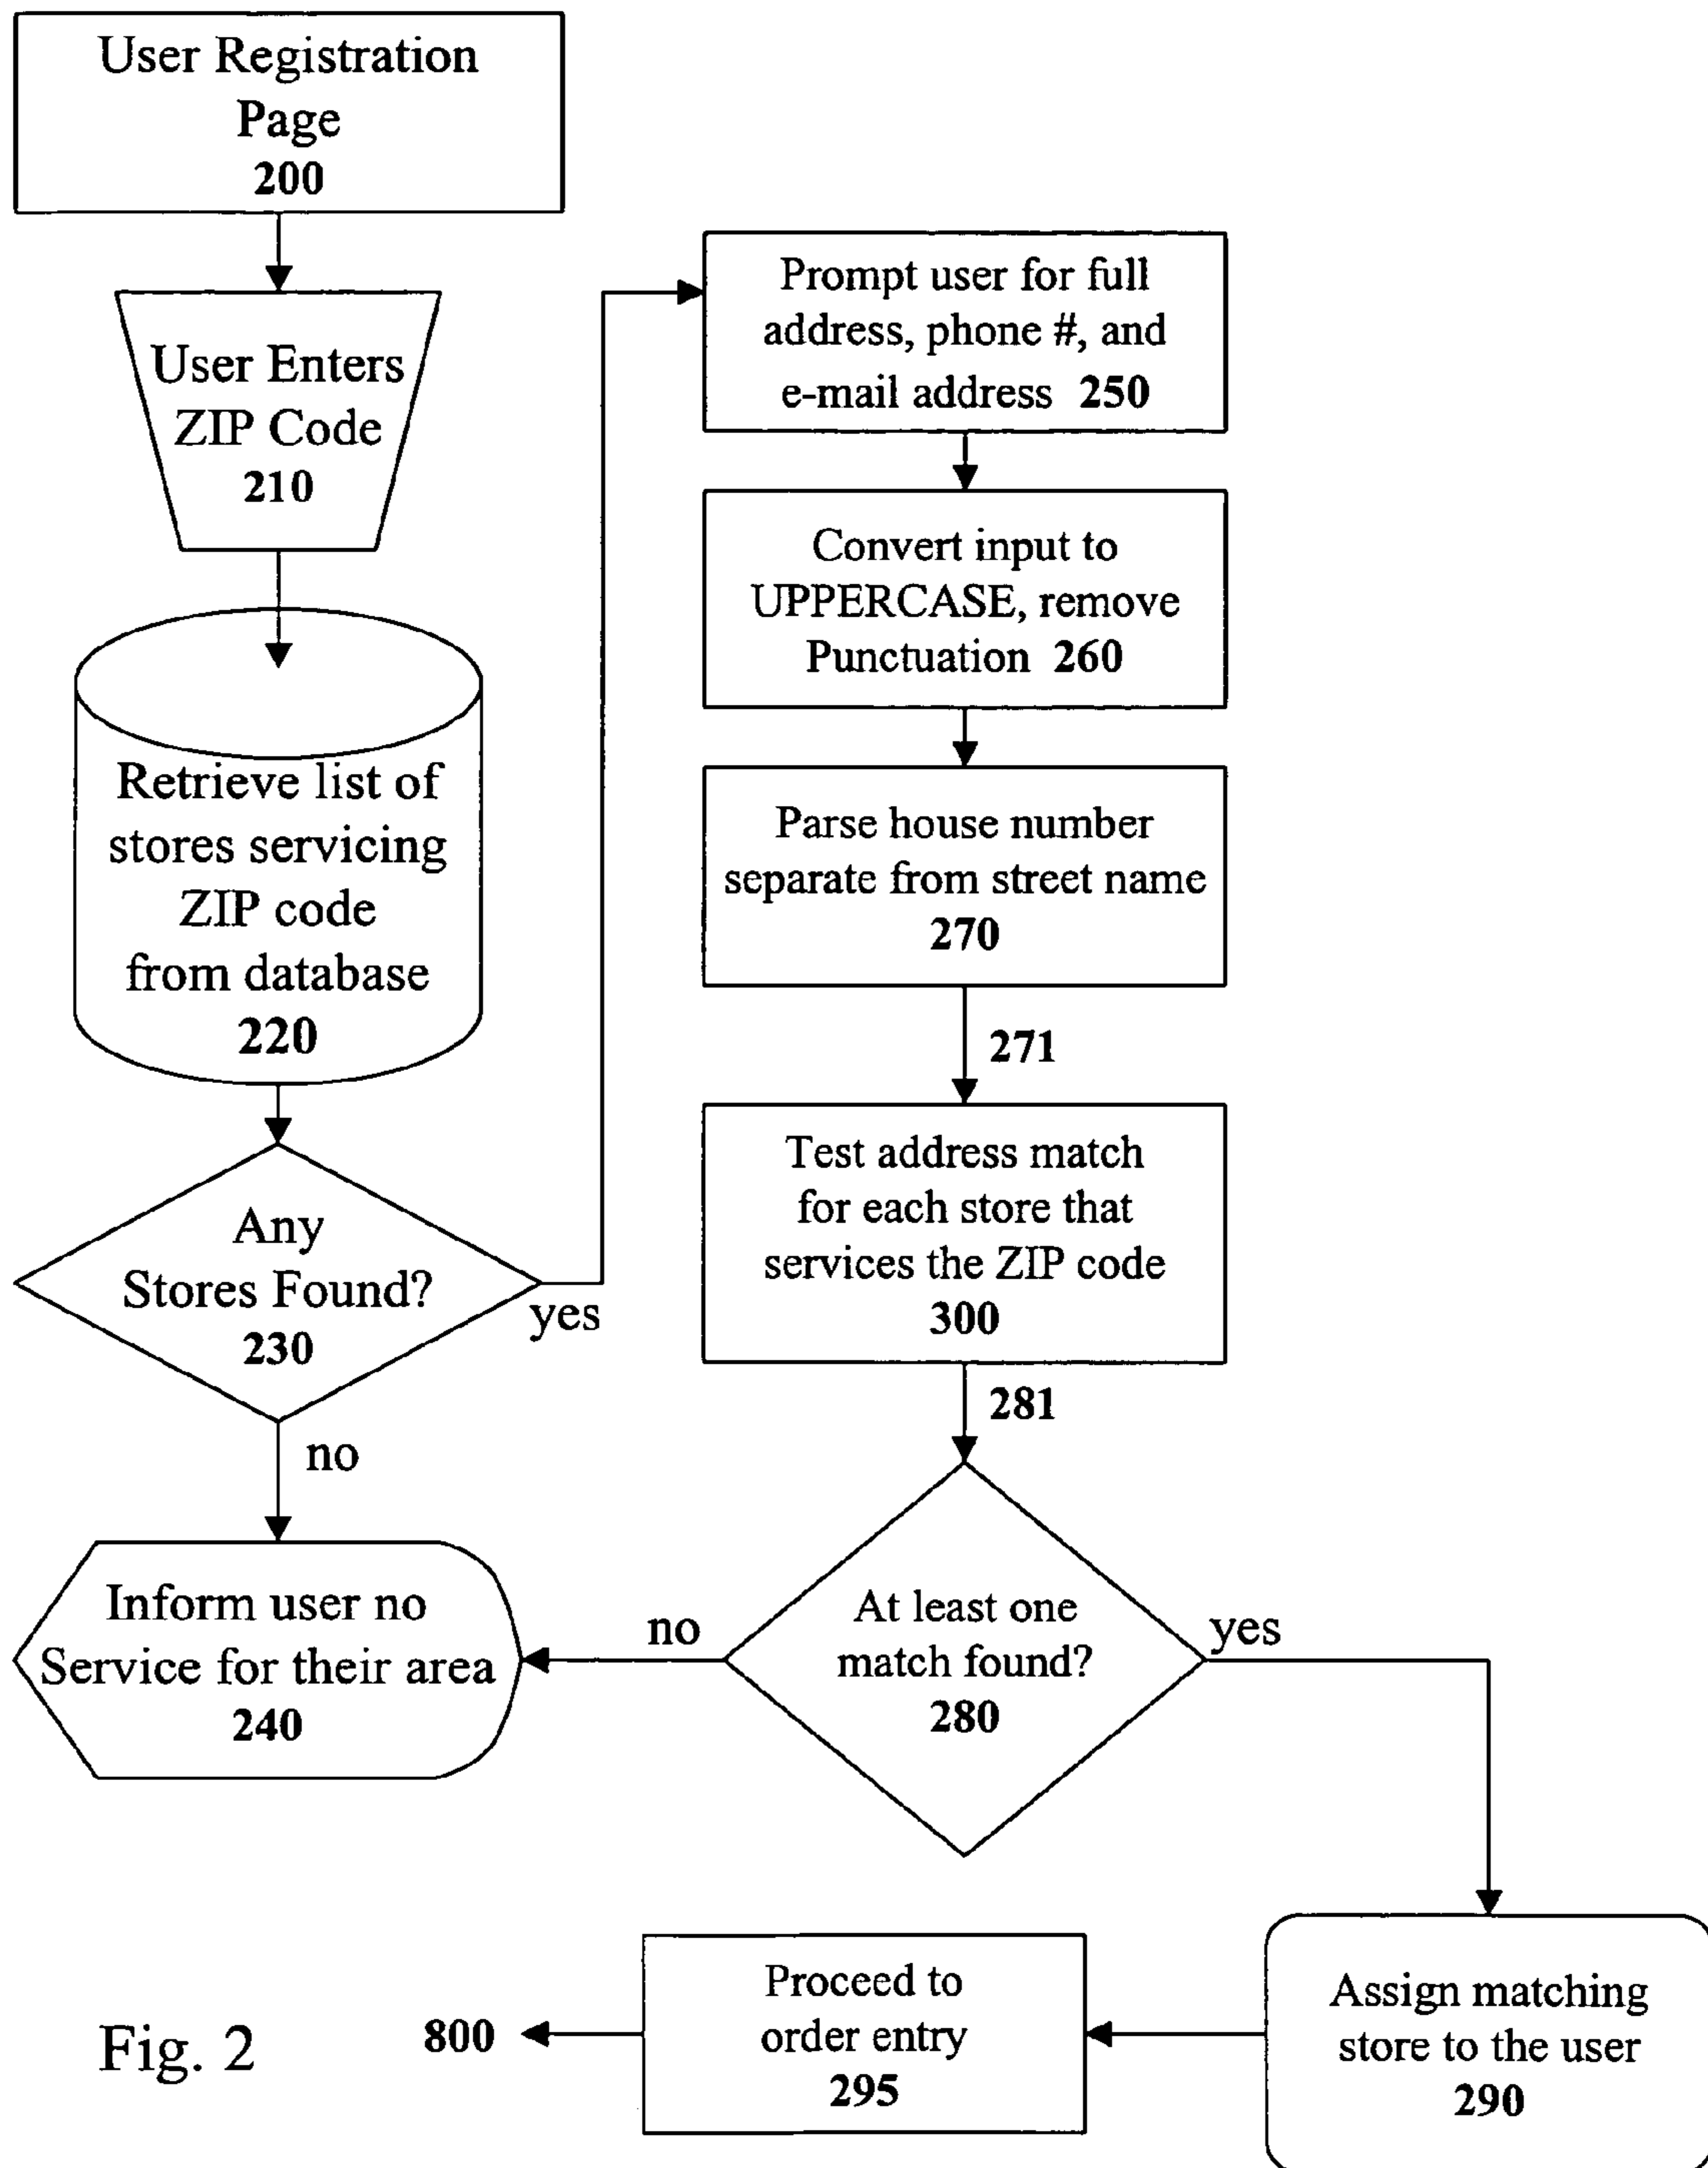 User Registration
Page
200
User Enters
ZIP Code
210
Retrieve list of
stores servicing
ZIP code
from database
220
Any
Stores Found?
230
yes
no
Inform user no
Service for their area
240
Prompt user for full
address, phone #, and
e-mail address 250
Convert input to
UPPERCASE, remove
Punctuation 260
Parse house number
separate from street name
270
271
Test address match
for each store that
services the ZIP code
300
281
At least one
match found?
280
no
yes
Assign matching
store to the user
290
Proceed to
order entry
295
800
Fig. 2